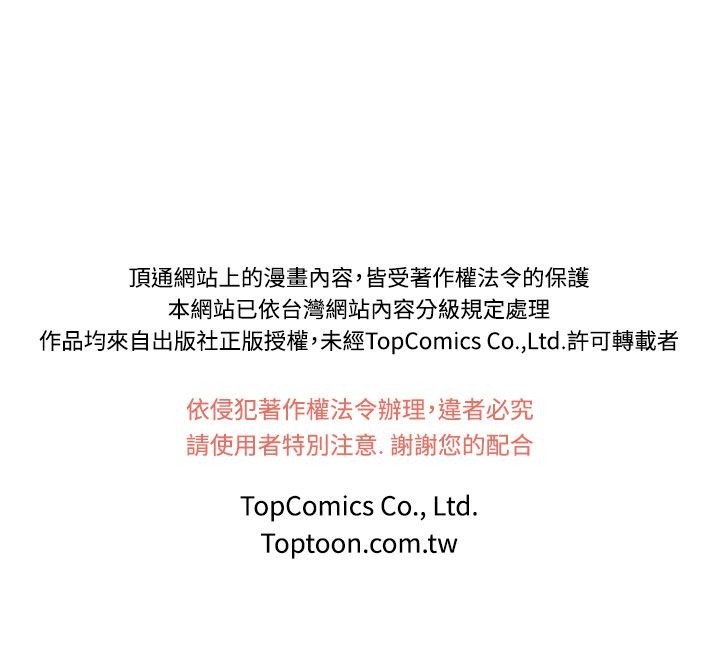 頂通網站上的漫畫內容，皆受著作權法令的保護
本網站已依台灣網站內容分級規定處理
作品均來自出版社正版授權，未經TopComics Co.,Ltd.許可轉載者
依侵犯著作權法令辦理，違者必究
請使用者特別注意. 謝謝您的配合
TopComics Co., Ltd.
Toptoon.com.tw